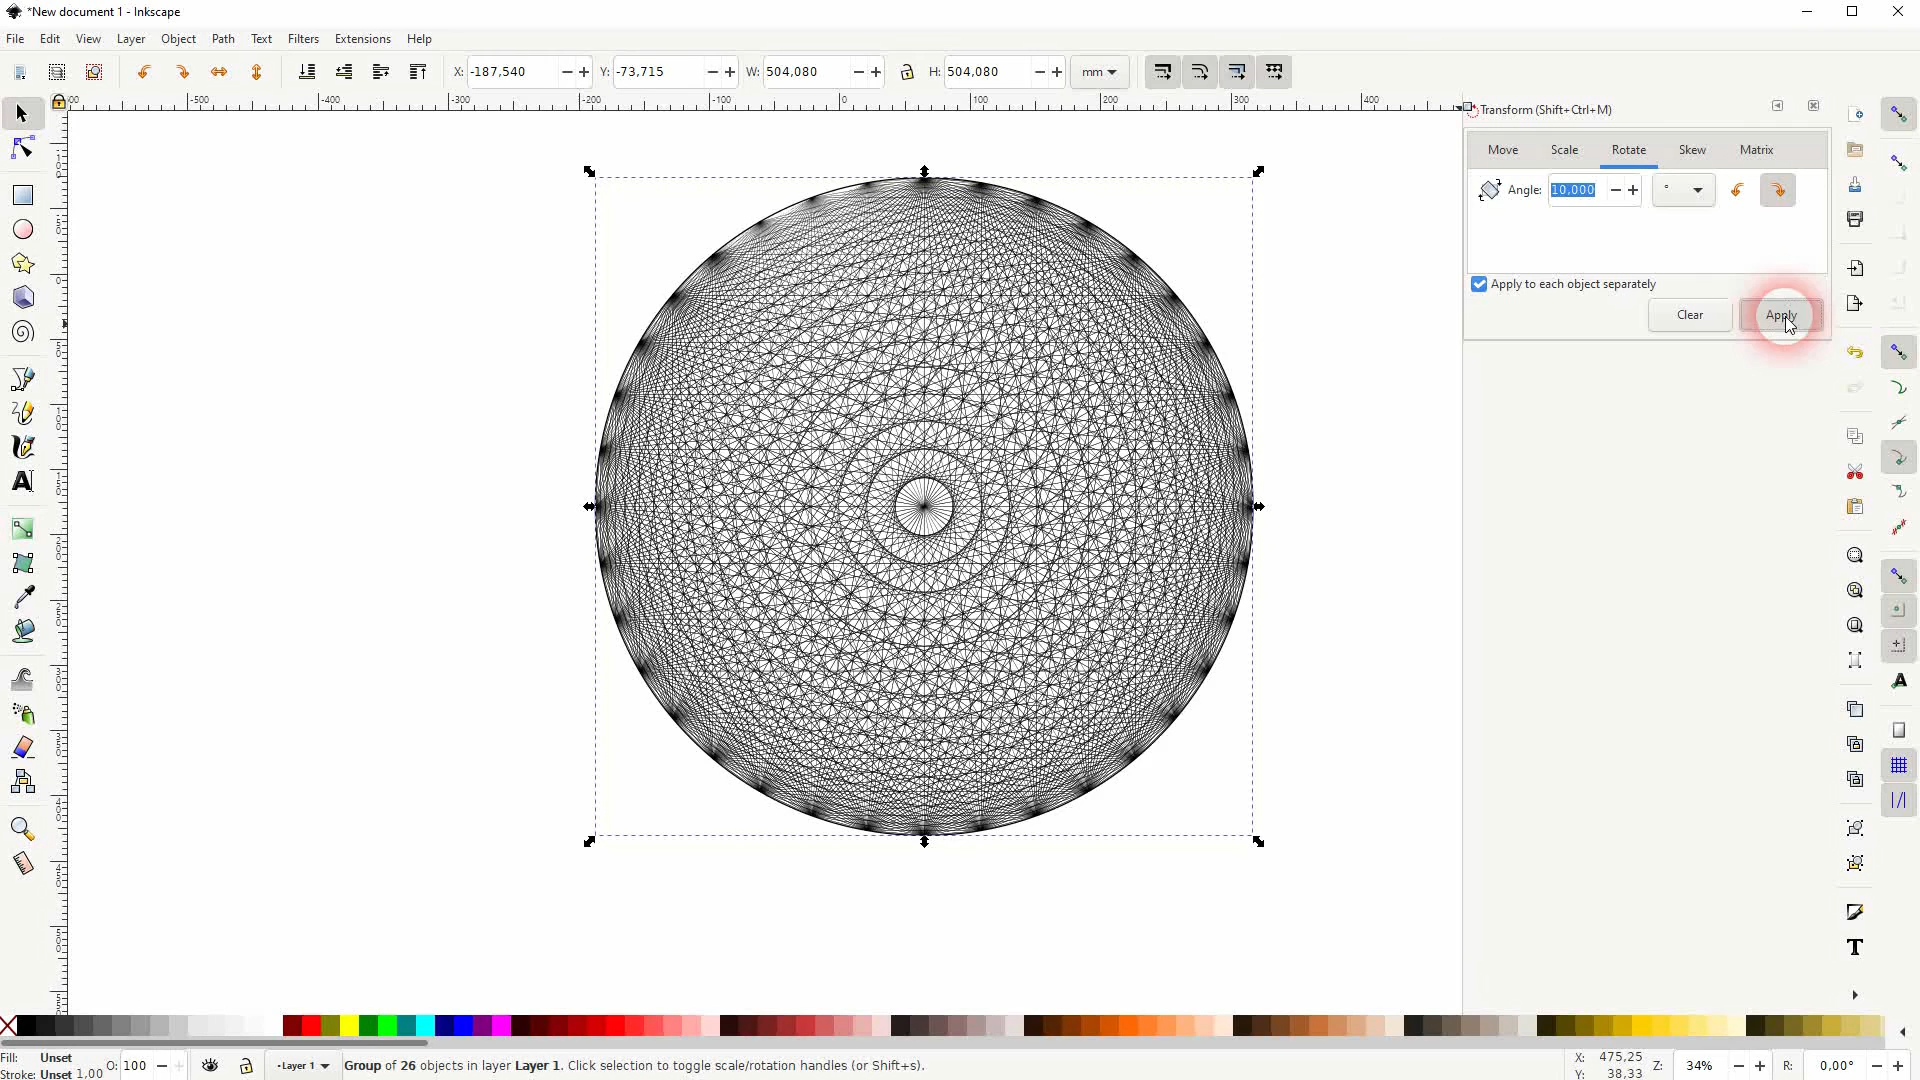 *New document 1 - Inkscape
File Edit View Layer Object Path Text Filters Extensions Help
X: -187,540 Y: -73,715 W: 504,080 H: 504,080 mm
-500 -400 -300 -200 -100 0 100 200 300 400
Transform (Shift+Ctrl+M)
Move Scale Rotate Skew Matrix
Angle: 10,000 °
Apply to each object separately
Clear Apply
Fill: Unset
Stroke: Unset 1,00
O: 100
Layer 1
Group of 26 objects in layer Layer 1. Click selection to toggle scale/rotation handles (or Shift+s).
X: 475,25
Y: 38,33
Z: 34%
R: 0,00°